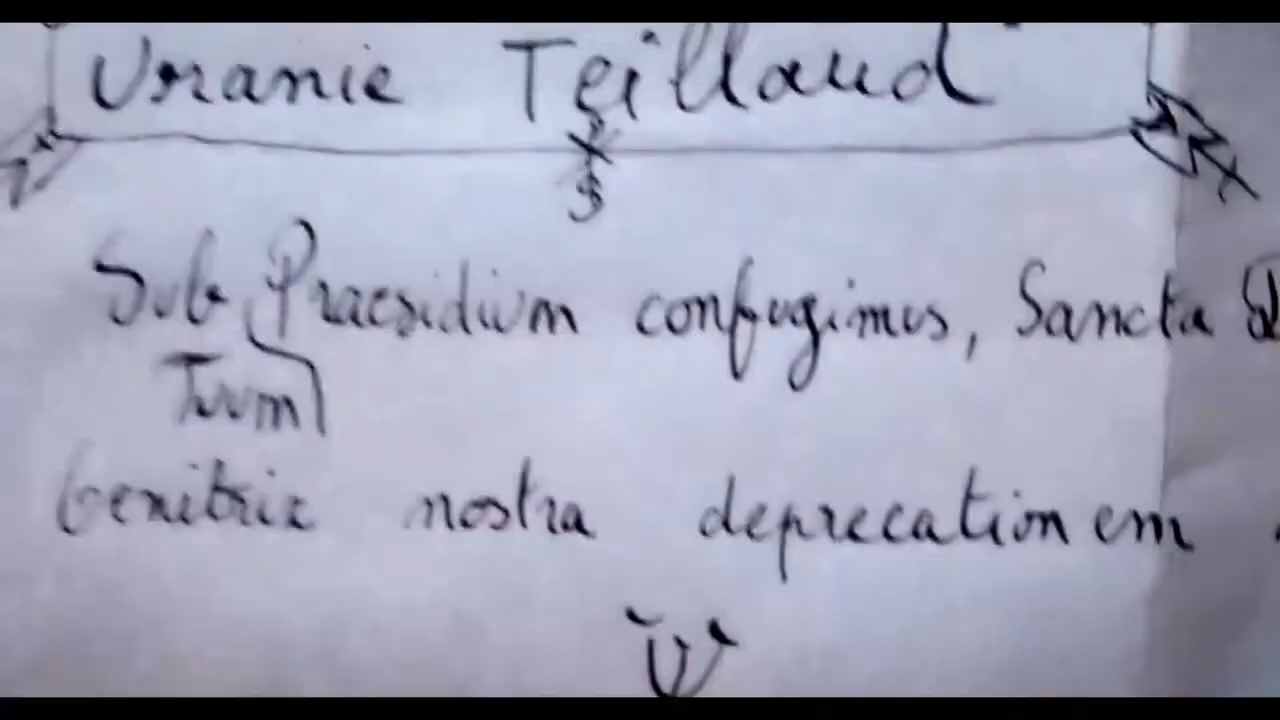 Uranie Teillaud
Sub Praesidium confugimus, Sancta
Tuum
Genitrix nostra deprecationem